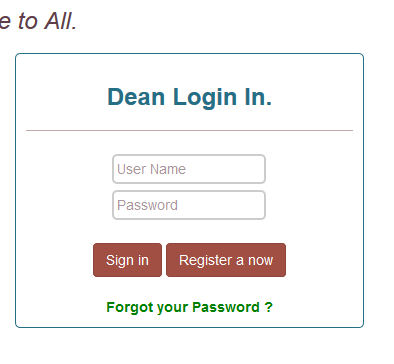 e to All.
Dean Login In.
User Name
Password
Sign in Register a now
Forgot your Password ?